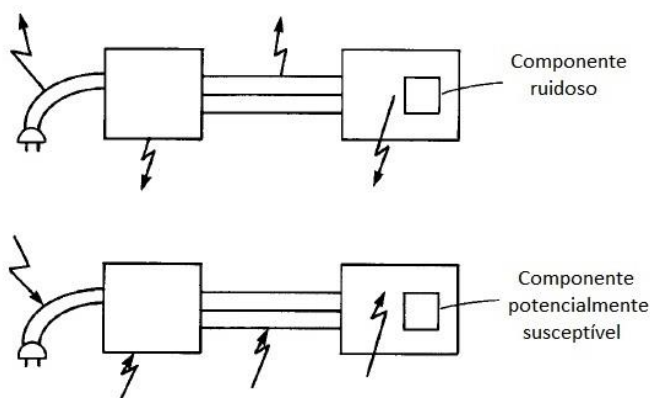 Componente
ruidoso
Componente
potencialmente
susceptível